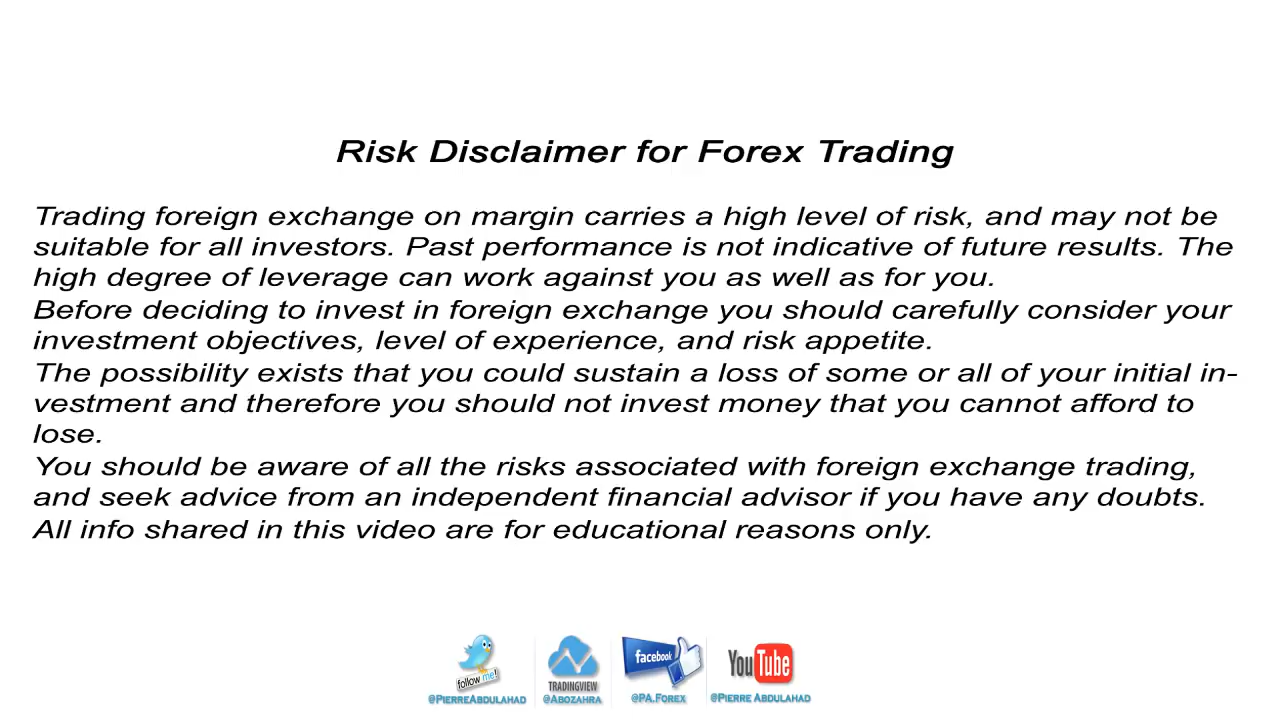 Risk Disclaimer for Forex Trading
Trading foreign exchange on margin carries a high level of risk, and may not be
suitable for all investors. Past performance is not indicative of future results. The
high degree of leverage can work against you as well as for you.
Before deciding to invest in foreign exchange you should carefully consider your
investment objectives, level of experience, and risk appetite.
The possibility exists that you could sustain a loss of some or all of your initial in-
vestment and therefore you should not invest money that you cannot afford to
lose.
You should be aware of all the risks associated with foreign exchange trading,
and seek advice from an independent financial advisor if you have any doubts.
All info shared in this video are for educational reasons only.
follow me!
TRADINGVIEW
facebook
YouTube
@PIERREABDULAHAD
@ABOZAHRA
@PA.FOREX
@PIERRE ABDULAHAD